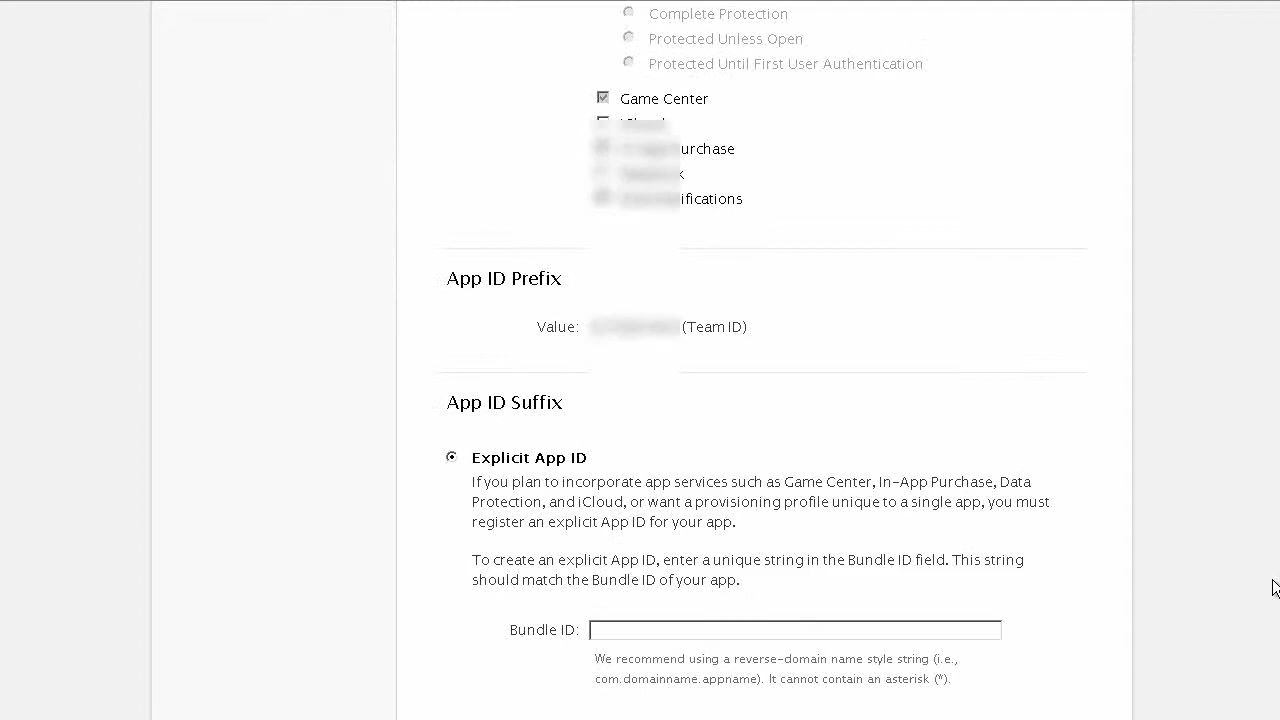 Complete Protection
Protected Unless Open
Protected Until First User Authentication
Game Center
urchase
k
ifications
App ID Prefix
Value: (Team ID)
App ID Suffix
Explicit App ID
If you plan to incorporate app services such as Game Center, In-App Purchase, Data
Protection, and iCloud, or want a provisioning profile unique to a single app, you must
register an explicit App ID for your app.
To create an explicit App ID, enter a unique string in the Bundle ID field. This string
should match the Bundle ID of your app.
Bundle ID:
We recommend using a reverse-domain name style string (i.e.,
com.domainname.appname). It cannot contain an asterisk (*).